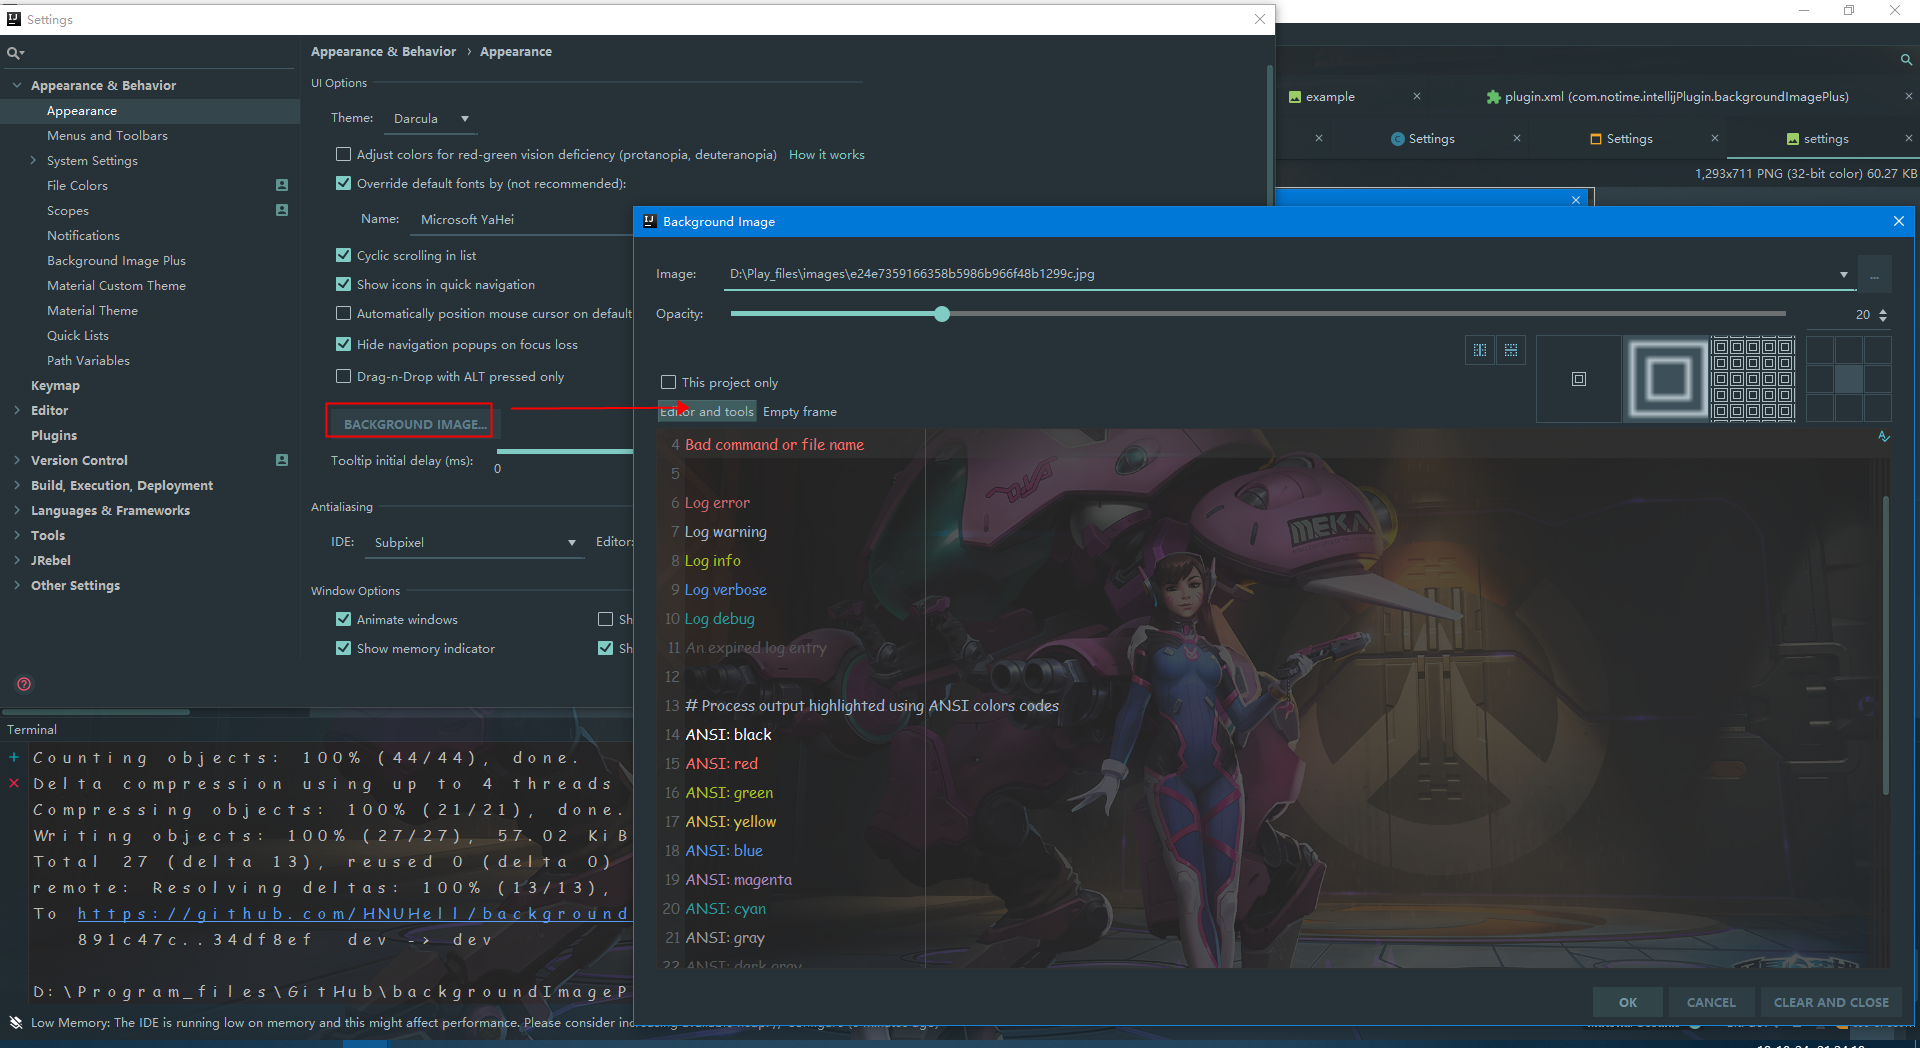 Settings
Appearance & Behavior
Appearance
Menus and Toolbars
System Settings
File Colors
Scopes
Notifications
Background Image Plus
Material Custom Theme
Material Theme
Quick Lists
Path Variables
Keymap
Editor
Plugins
Version Control
Build, Execution, Deployment
Languages & Frameworks
Tools
JRebel
Other Settings
Appearance & Behavior › Appearance
UI Options
Theme: Darcula
Adjust colors for red-green vision deficiency (protanopia, deuteranopia) How it works
Override default fonts by (not recommended):
Name: Microsoft YaHei
Cyclic scrolling in list
Show icons in quick navigation
Automatically position mouse cursor on default
Hide navigation popups on focus loss
Drag-n-Drop with ALT pressed only
BACKGROUND IMAGE...
Tooltip initial delay (ms):
0
Antialiasing
IDE: Subpixel Editor:
Window Options
Animate windows Sh
Show memory indicator Sh
example plugin.xml (com.notime.intellijPlugin.backgroundImagePlus)
Settings Settings settings
1,293x711 PNG (32-bit color) 60.27 KB
Background Image
Image: D:\Play_files\images\e24e7359166358b5986b966f48b1299c.jpg ...
Opacity: 20
This project only
Editor and tools Empty frame
4 Bad command or file name
5
6 Log error
7 Log warning
8 Log info
9 Log verbose
10 Log debug
11 An expired log entry
12
13 # Process output highlighted using ANSI colors codes
14 ANSI: black
15 ANSI: red
16 ANSI: green
17 ANSI: yellow
18 ANSI: blue
19 ANSI: magenta
20 ANSI: cyan
21 ANSI: gray
22 ANSI: dark gray
MEKA
D.VA
OK CANCEL CLEAR AND CLOSE
Terminal
Counting objects: 100% (44/44), done.
Delta compression using up to 4 threads
Compressing objects: 100% (21/21), done.
Writing objects: 100% (27/27), 57.02 KiB
Total 27 (delta 13), reused 0 (delta 0)
remote: Resolving deltas: 100% (13/13),
To https://github.com/HNUHell/background
891c47c..34df8ef dev -> dev
D:\Program_files\GitHub\backgroundImageP
Low Memory: The IDE is running low on memory and this might affect performance. Please consider